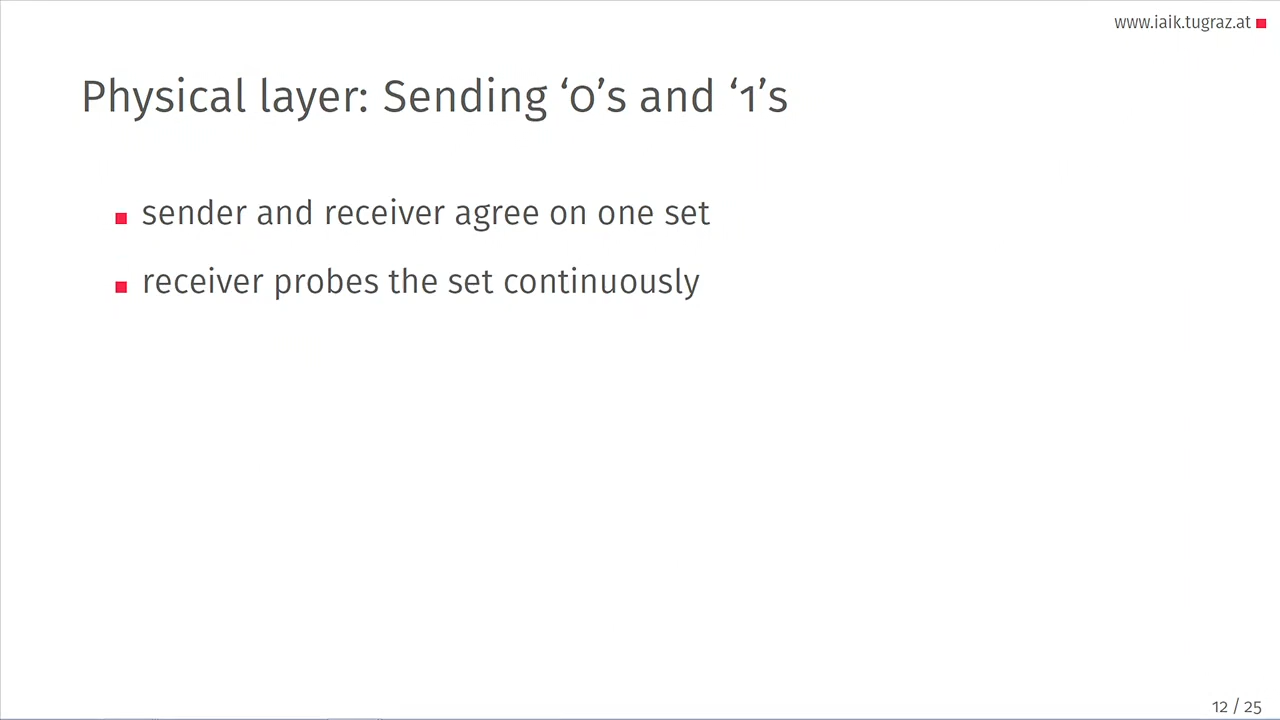 www.iaik.tugraz.at
Physical layer: Sending ‘0’s and ‘1’s
sender and receiver agree on one set
receiver probes the set continuously
12 / 25